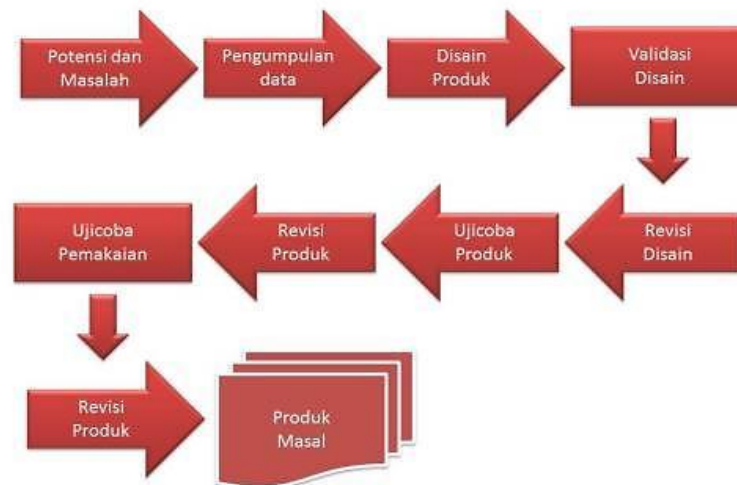 Potensi dan
Masalah
Pengumpulan
data
Disain
Produk
Validasi
Disain
Revisi
Disain
Ujicoba
Produk
Revisi
Produk
Ujicoba
Pemakaian
Revisi
Produk
Produk
Masal